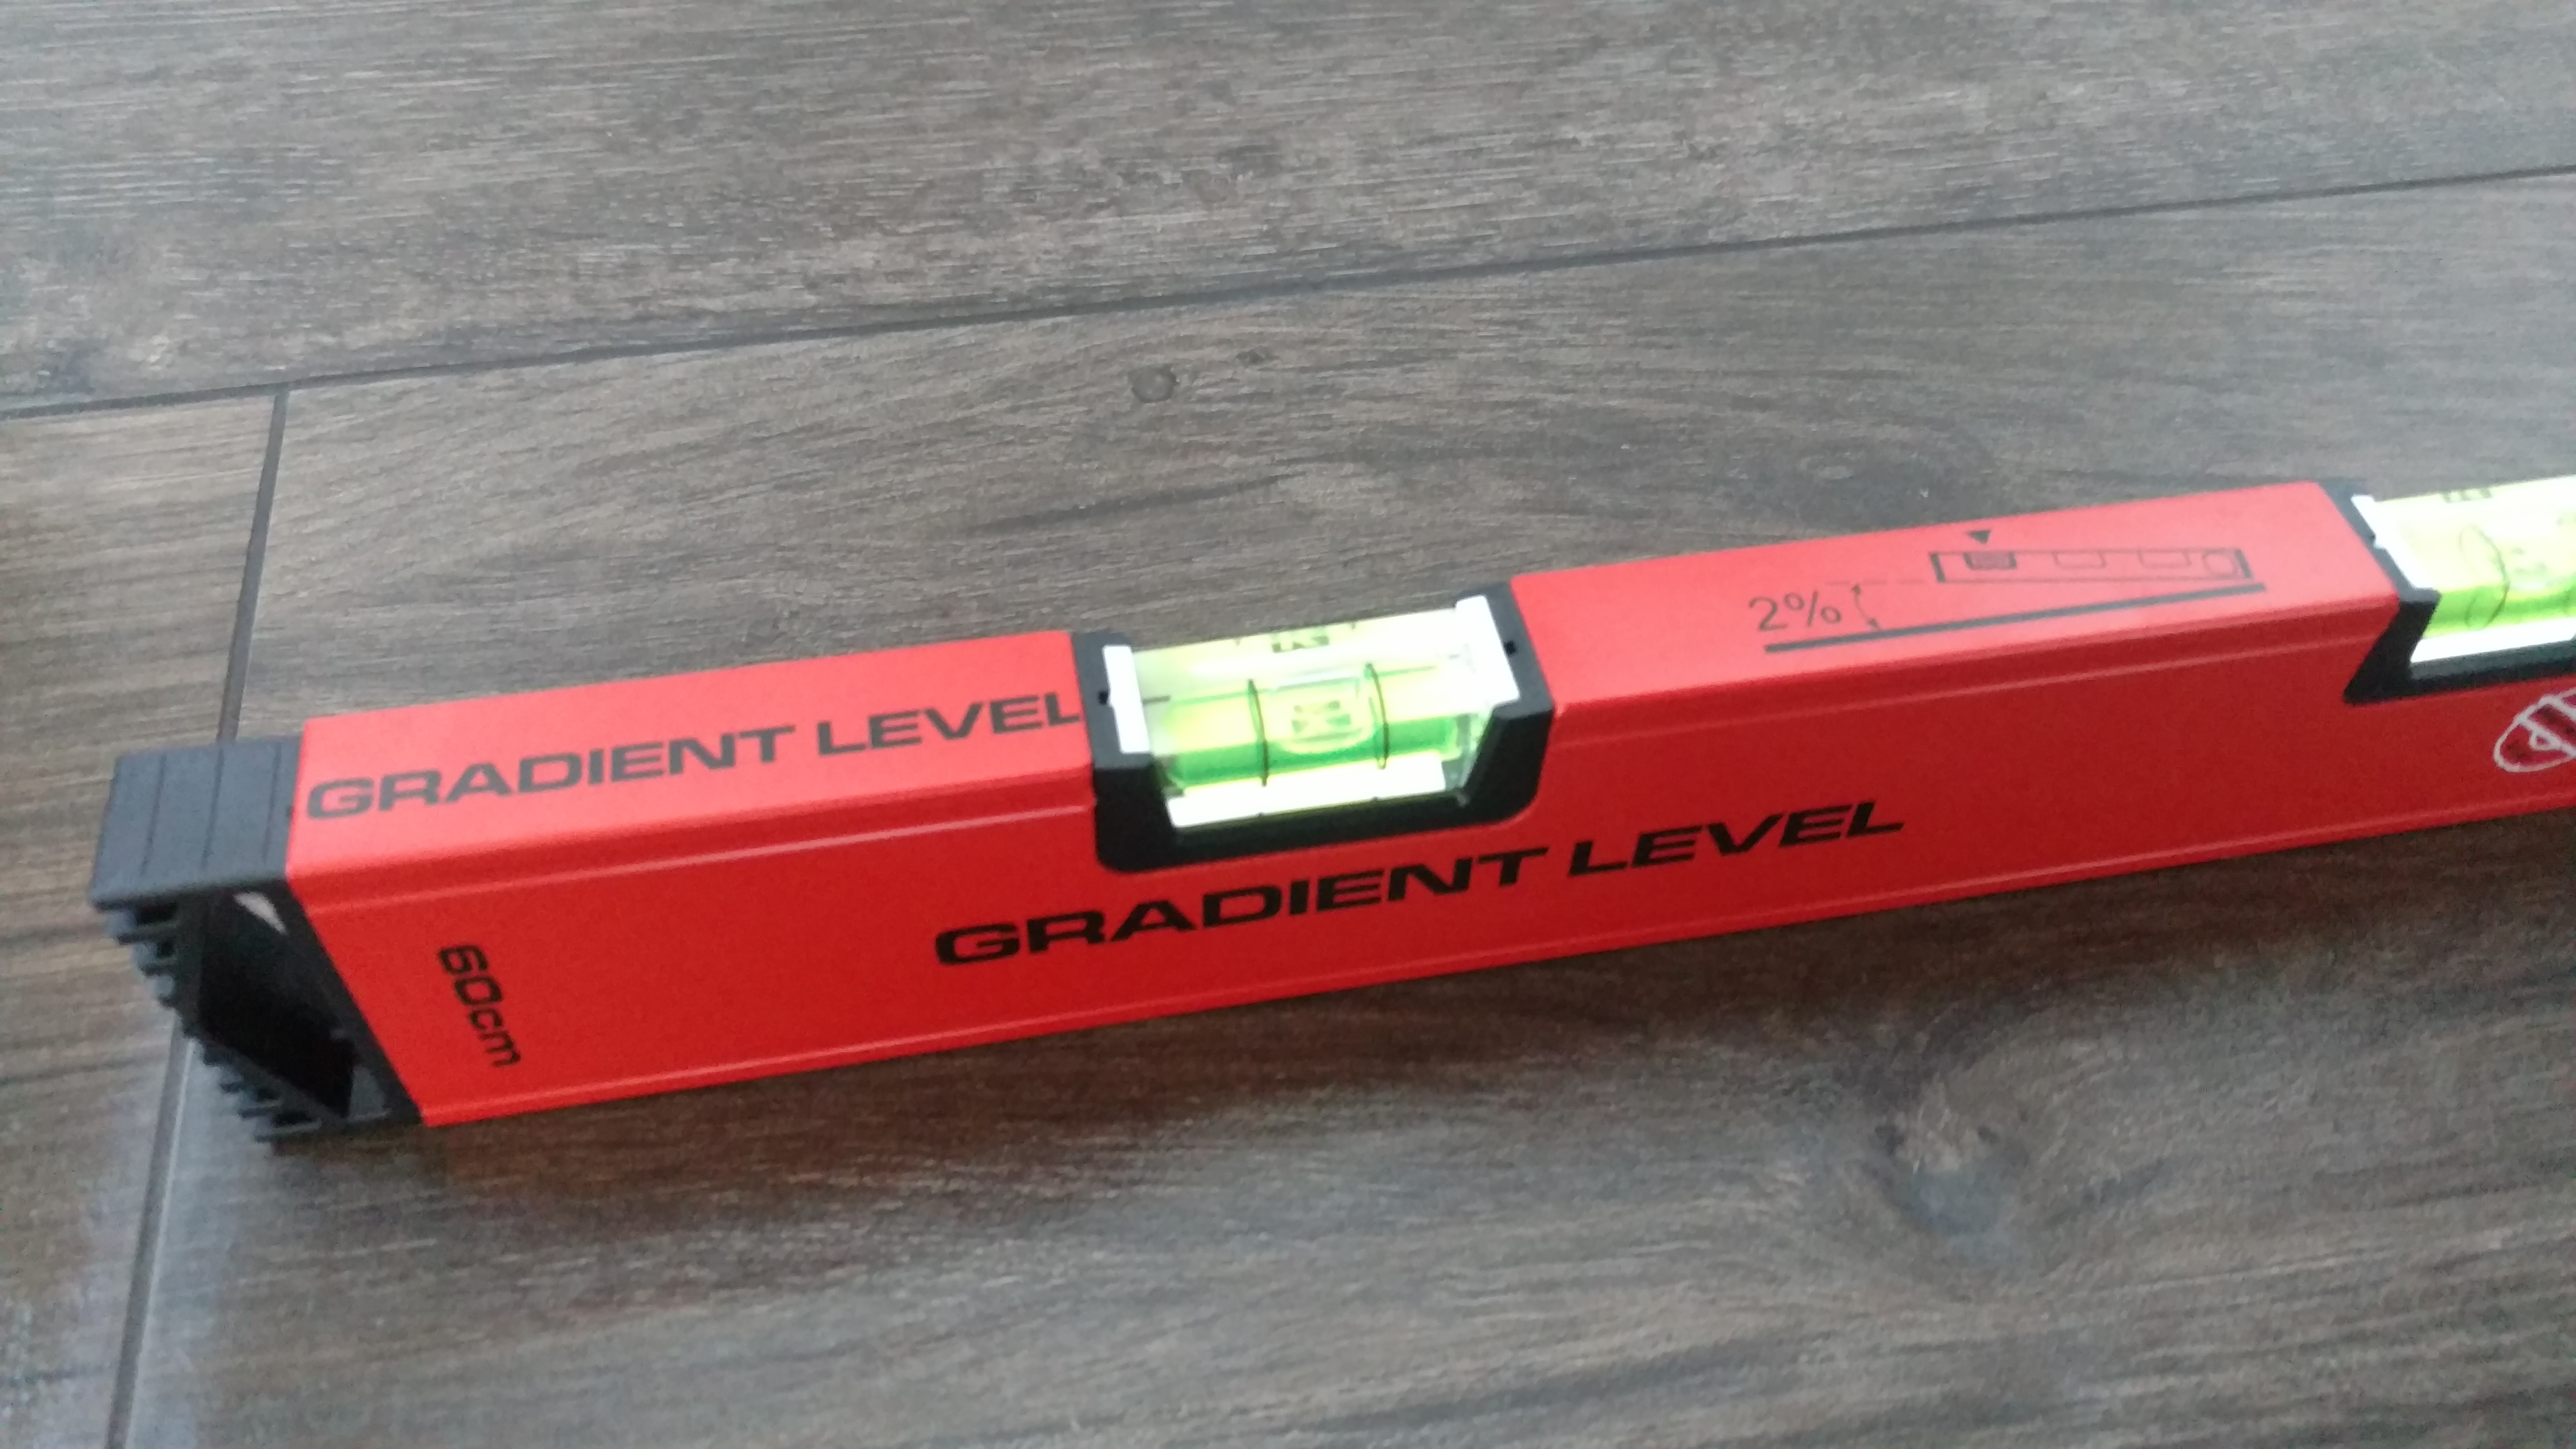 GRADIENT LEVEL
2%
GRADIENT LEVEL
60cm